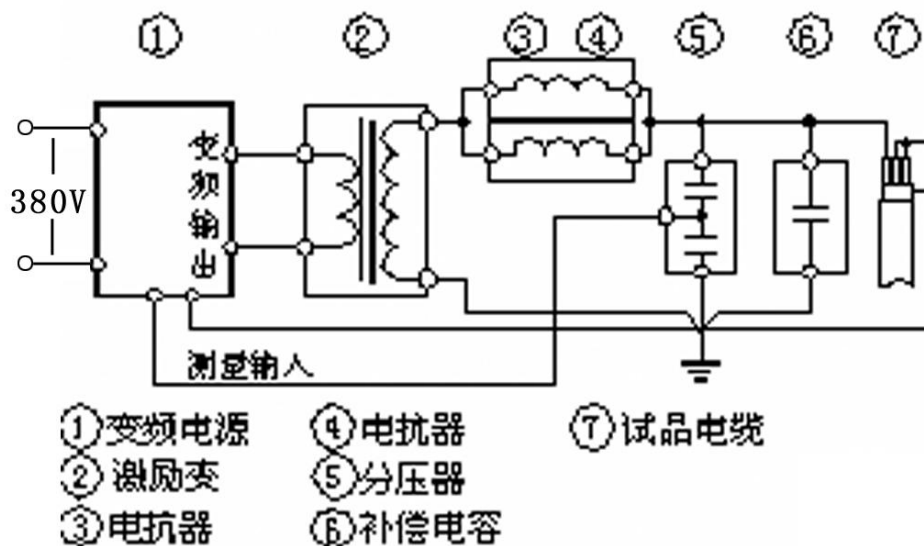 ① ② ③ ④ ⑤ ⑥ ⑦
变频输出
380V
测量输入
①变频电源 ④电抗器 ⑦试品电缆
②激励变 ⑤分压器
③电抗器 ⑥补偿电容